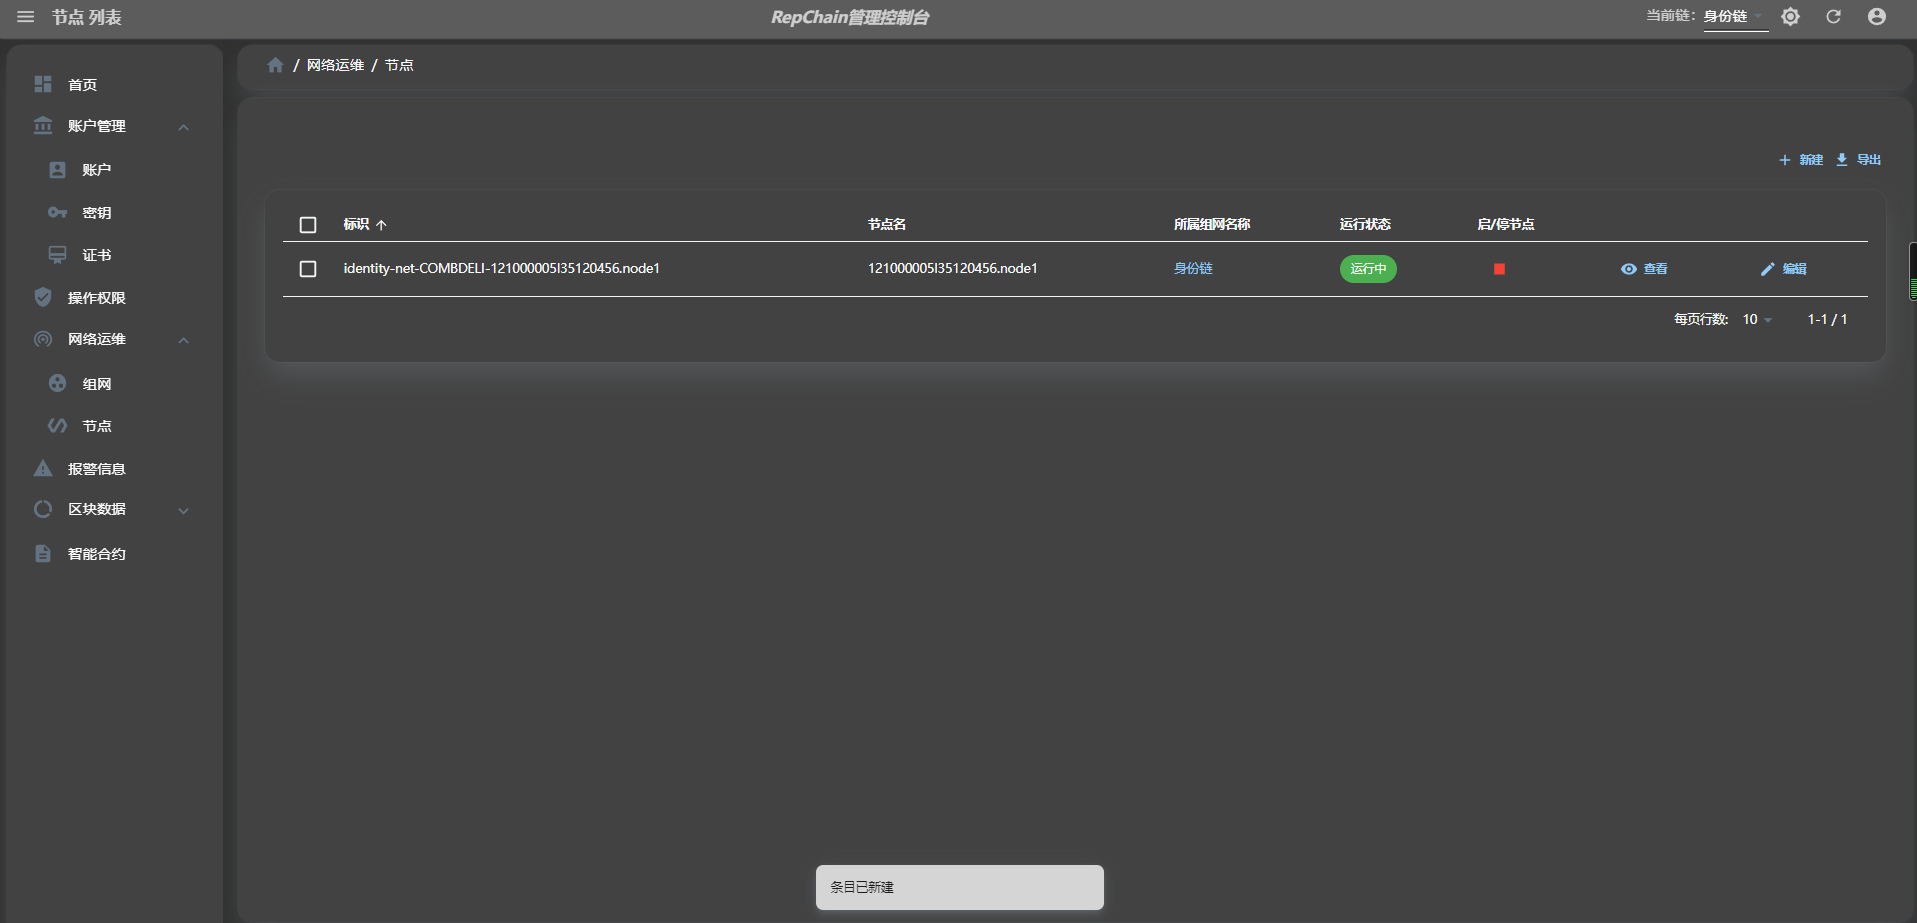 节点 列表
RepChain管理控制台
当前链: 身份链
首页
账户管理
账户
密钥
证书
操作权限
网络运维
组网
节点
报警信息
区块数据
智能合约
/ 网络运维 / 节点
新建 导出
标识 节点名 所属组网名称 运行状态 启/停节点
identity-net-COMBDELI-121000005l35120456.node1 121000005l35120456.node1 身份链 运行中 查看 编辑
每页行数: 10 1-1 / 1
条目已新建